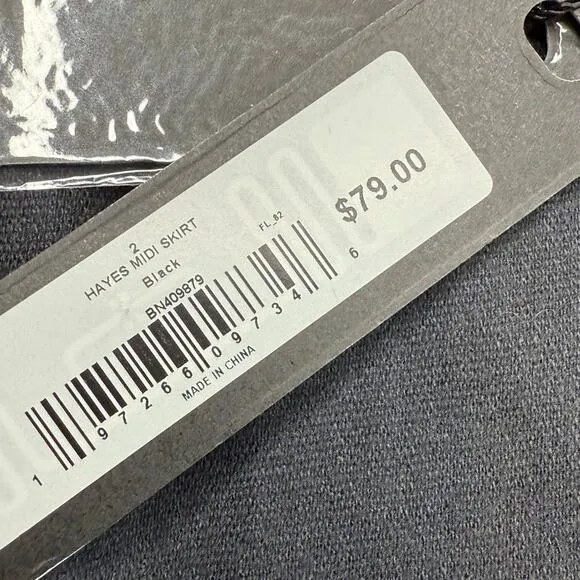 2
HAYES MIDI SKIRT
Black
BN409879
FL_82
$79.00
1 97266 09734 6
MADE IN CHINA